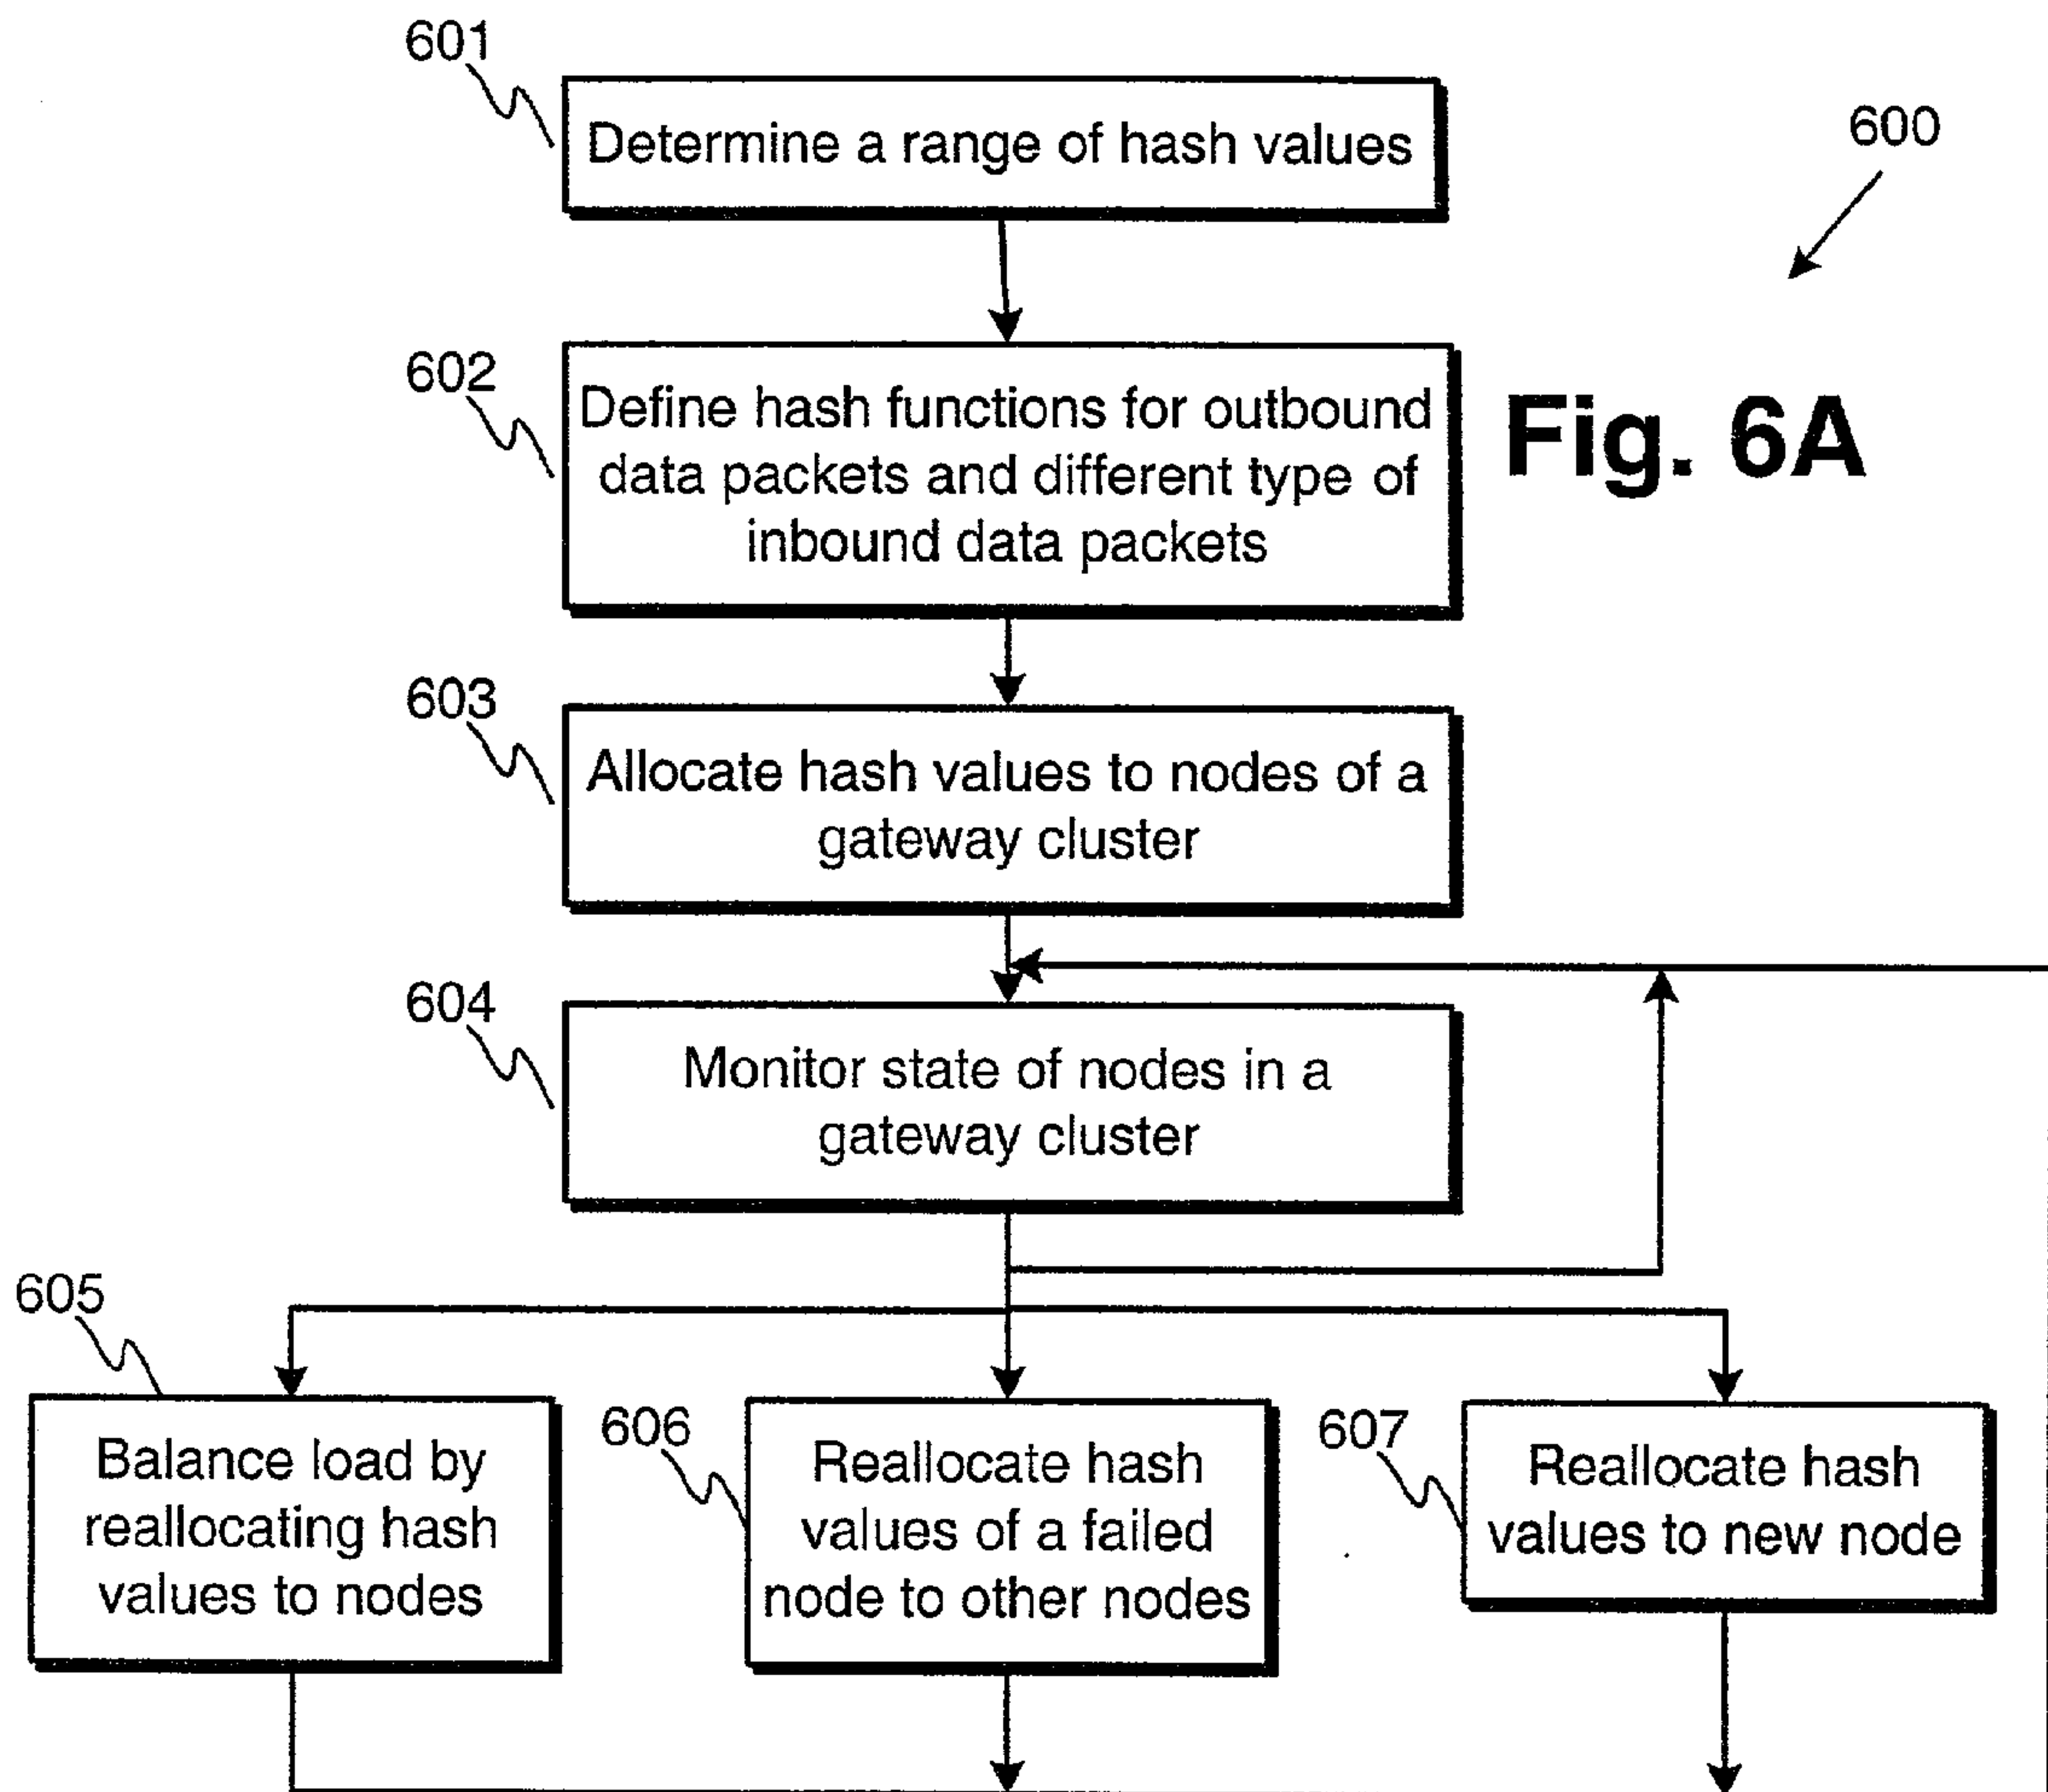 601
Determine a range of hash values
600
602
Define hash functions for outbound
data packets and different type of
inbound data packets
Fig. 6A
603
Allocate hash values to nodes of a
gateway cluster
604
Monitor state of nodes in a
gateway cluster
605
Balance load by
reallocating hash
values to nodes
606
Reallocate hash
values of a failed
node to other nodes
607
Reallocate hash
values to new node